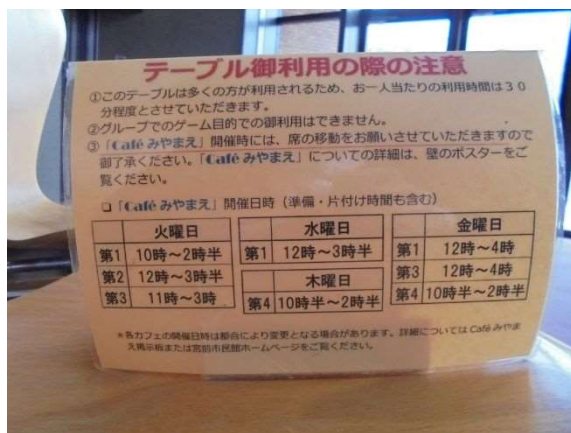 テーブル御利用の際の注意
①このテーブルは多くの方が利用されるため、お一人当たりの利用時間は３０
分程度とさせていただきます。
②グループでのゲーム目的での御利用はできません。
③「Café みやまえ」開催時には、席の移動をお願いさせていただきますので
御了承ください。「Café みやまえ」についての詳細は、壁のポスターをご
覧ください。
❏「Café みやまえ」開催日時（準備・片付け時間も含む）
火曜日
第1 10時～2時半
第2 12時～3時半
第3 11時～3時
水曜日
第1 12時～3時半
木曜日
第4 10時半～2時半
金曜日
第1 12時～4時
第3 12時～4時
第4 10時半～2時半
＊各カフェの開催日時は都合により変更となる場合があります。詳細については Café みやま
え掲示板または宮前市民館ホームページをご覧ください。